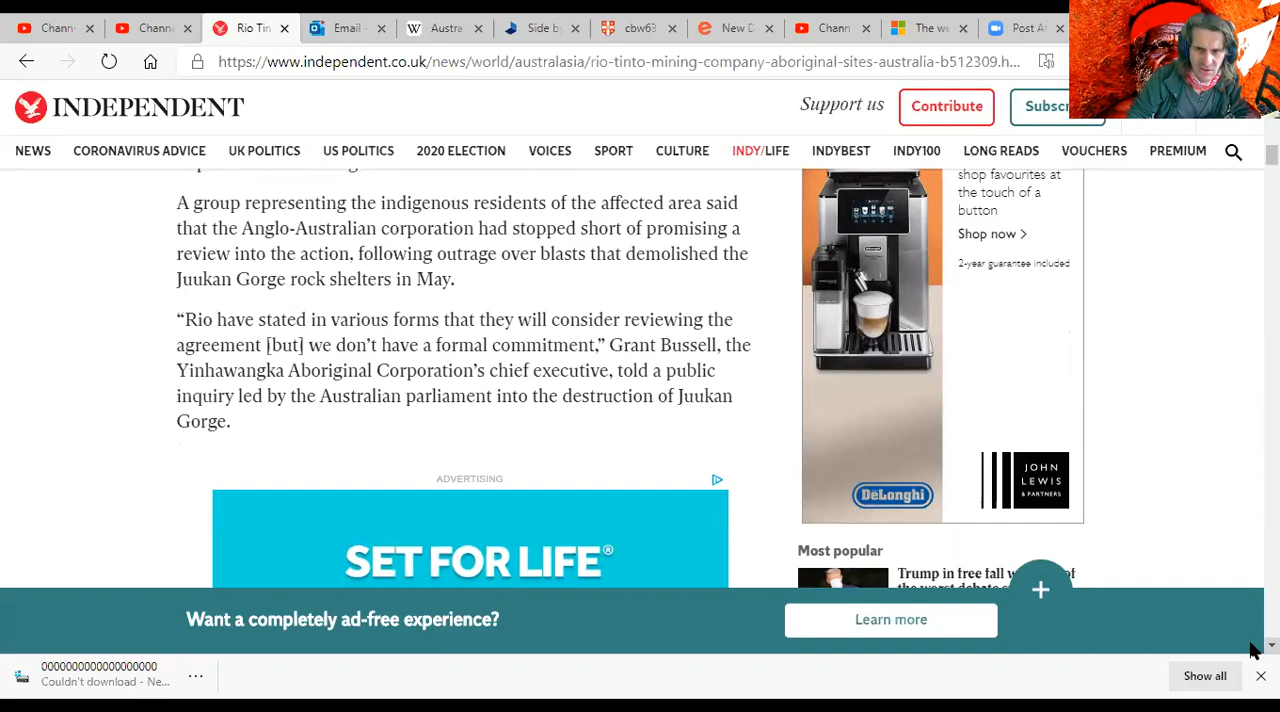 Chann
Chann
Rio Tin
Email -
Austra
Side by
cbw63
New D
Chann
The we
Post A
https://www.independent.co.uk/news/world/australasia/rio-tinto-mining-company-aboriginal-sites-australia-b512309.h...
INDEPENDENT
Support us
Contribute
Subsc
NEWS
CORONAVIRUS ADVICE
UK POLITICS
US POLITICS
2020 ELECTION
VOICES
SPORT
CULTURE
INDY/LIFE
INDYBEST
INDY100
LONG READS
VOUCHERS
PREMIUM
A group representing the indigenous residents of the affected area said
that the Anglo-Australian corporation had stopped short of promising a
review into the action, following outrage over blasts that demolished the
Juukan Gorge rock shelters in May.
“Rio have stated in various forms that they will consider reviewing the
agreement [but] we don’t have a formal commitment,” Grant Bussell, the
Yinhawangka Aboriginal Corporation’s chief executive, told a public
inquiry led by the Australian parliament into the destruction of Juukan
Gorge.
ADVERTISING
SET FOR LIFE®
shop favourites at
the touch of a
button
Shop now >
2-year guarantee included
DeLonghi
JOHN
LEWIS
& PARTNERS
Most popular
Trump in free fall w of
Want a completely ad-free experience?
Learn more
0000000000000000000
Couldn't download - Ne...
Show all